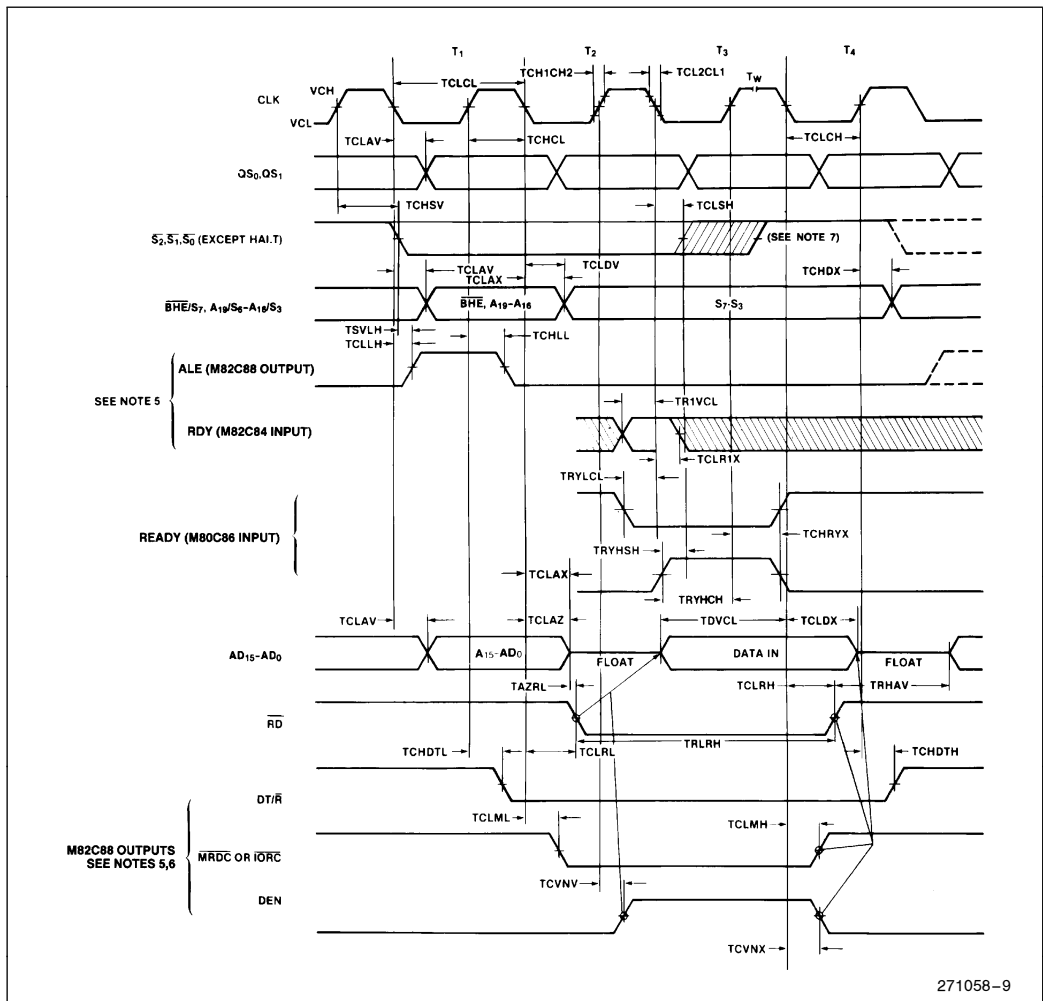 T1 T2 T3 T4
TCLCL TCH1CH2 TCL2CL1 TW
CLK VCH
VCL
TCLAV TCHCL TCLCH
QS0,QS1
TCHSV TCLSH
S2,S1,S0 (EXCEPT HALT) (SEE NOTE 7)
TCLAV TCLDV TCHDX
TCLAX
BHE/S7, A19/S6–A16/S3 BHE, A19–A16 S7-S3
TSVLH
TCLLH TCHLL
ALE (M82C88 OUTPUT)
SEE NOTE 5 TR1VCL
RDY (M82C84 INPUT)
TCLR1X
TRYLCL
READY (M80C86 INPUT) TCHRYX
TRYHSH
TCLAX
TRYHCH
TCLAV TCLAZ TDVCL TCLDX
AD15–AD0 A15–AD0 FLOAT DATA IN FLOAT
TAZRL TCLRH TRHAV
RD
TRLRH
TCHDTL TCLRL TCHDTH
DT/R
TCLML TCLMH
M82C88 OUTPUTS
SEE NOTES 5,6
MRDC OR IORC
TCVNV
DEN
TCVNX
271058–9